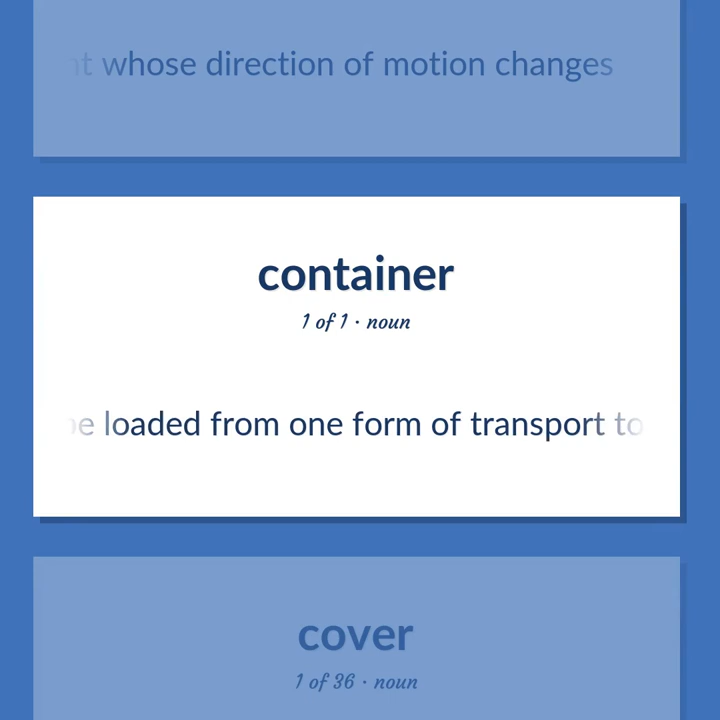 whose direction of motion changes
container
1 of 1 · noun
loaded from one form of transport to
cover
1 of 36 · noun